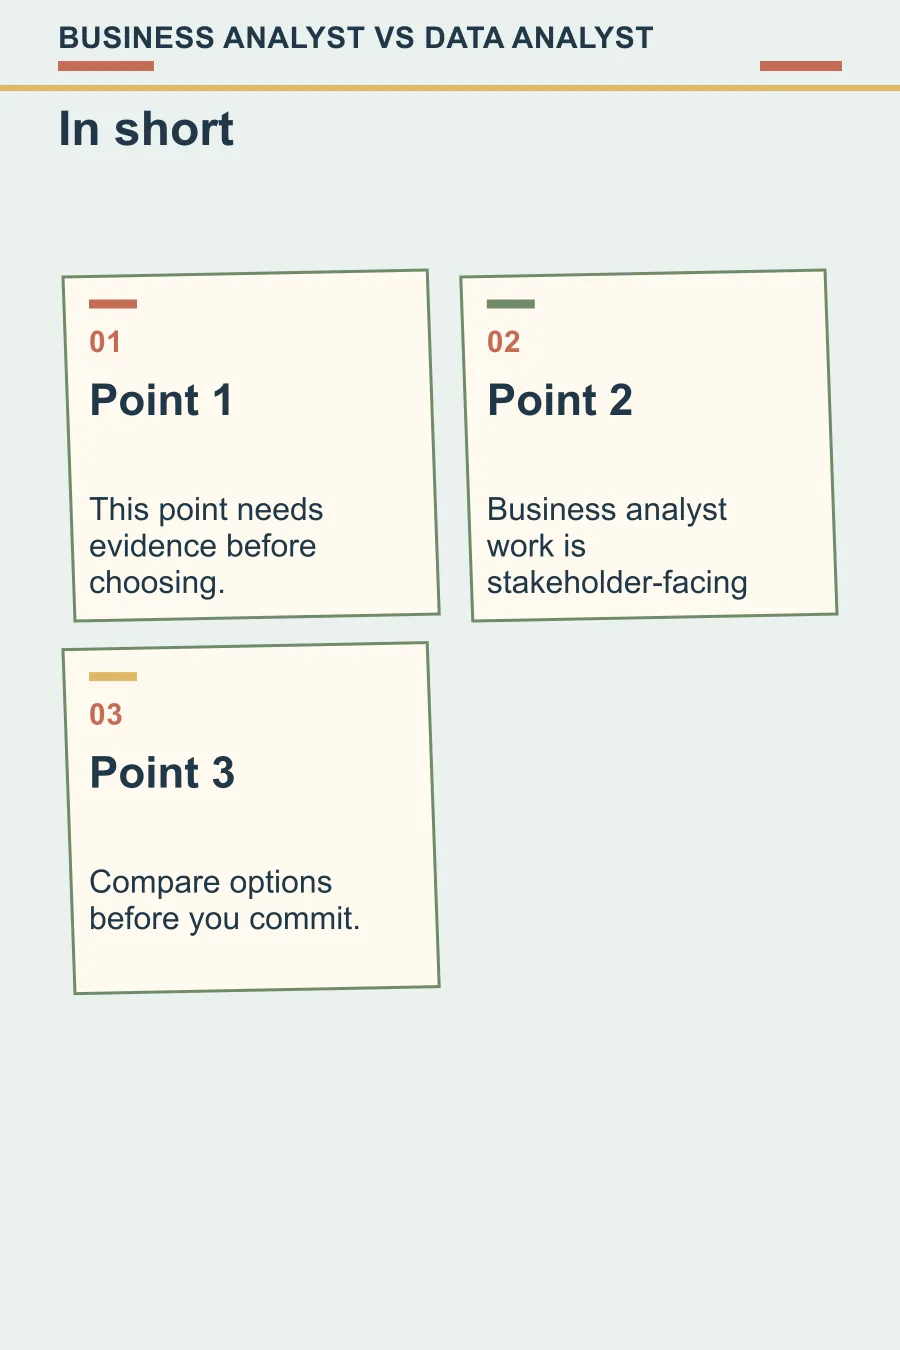 BUSINESS ANALYST VS DATA ANALYST
In short
01
Point 1
This point needs
evidence before
choosing.
02
Point 2
Business analyst
work is
stakeholder-facing
03
Point 3
Compare options
before you commit.